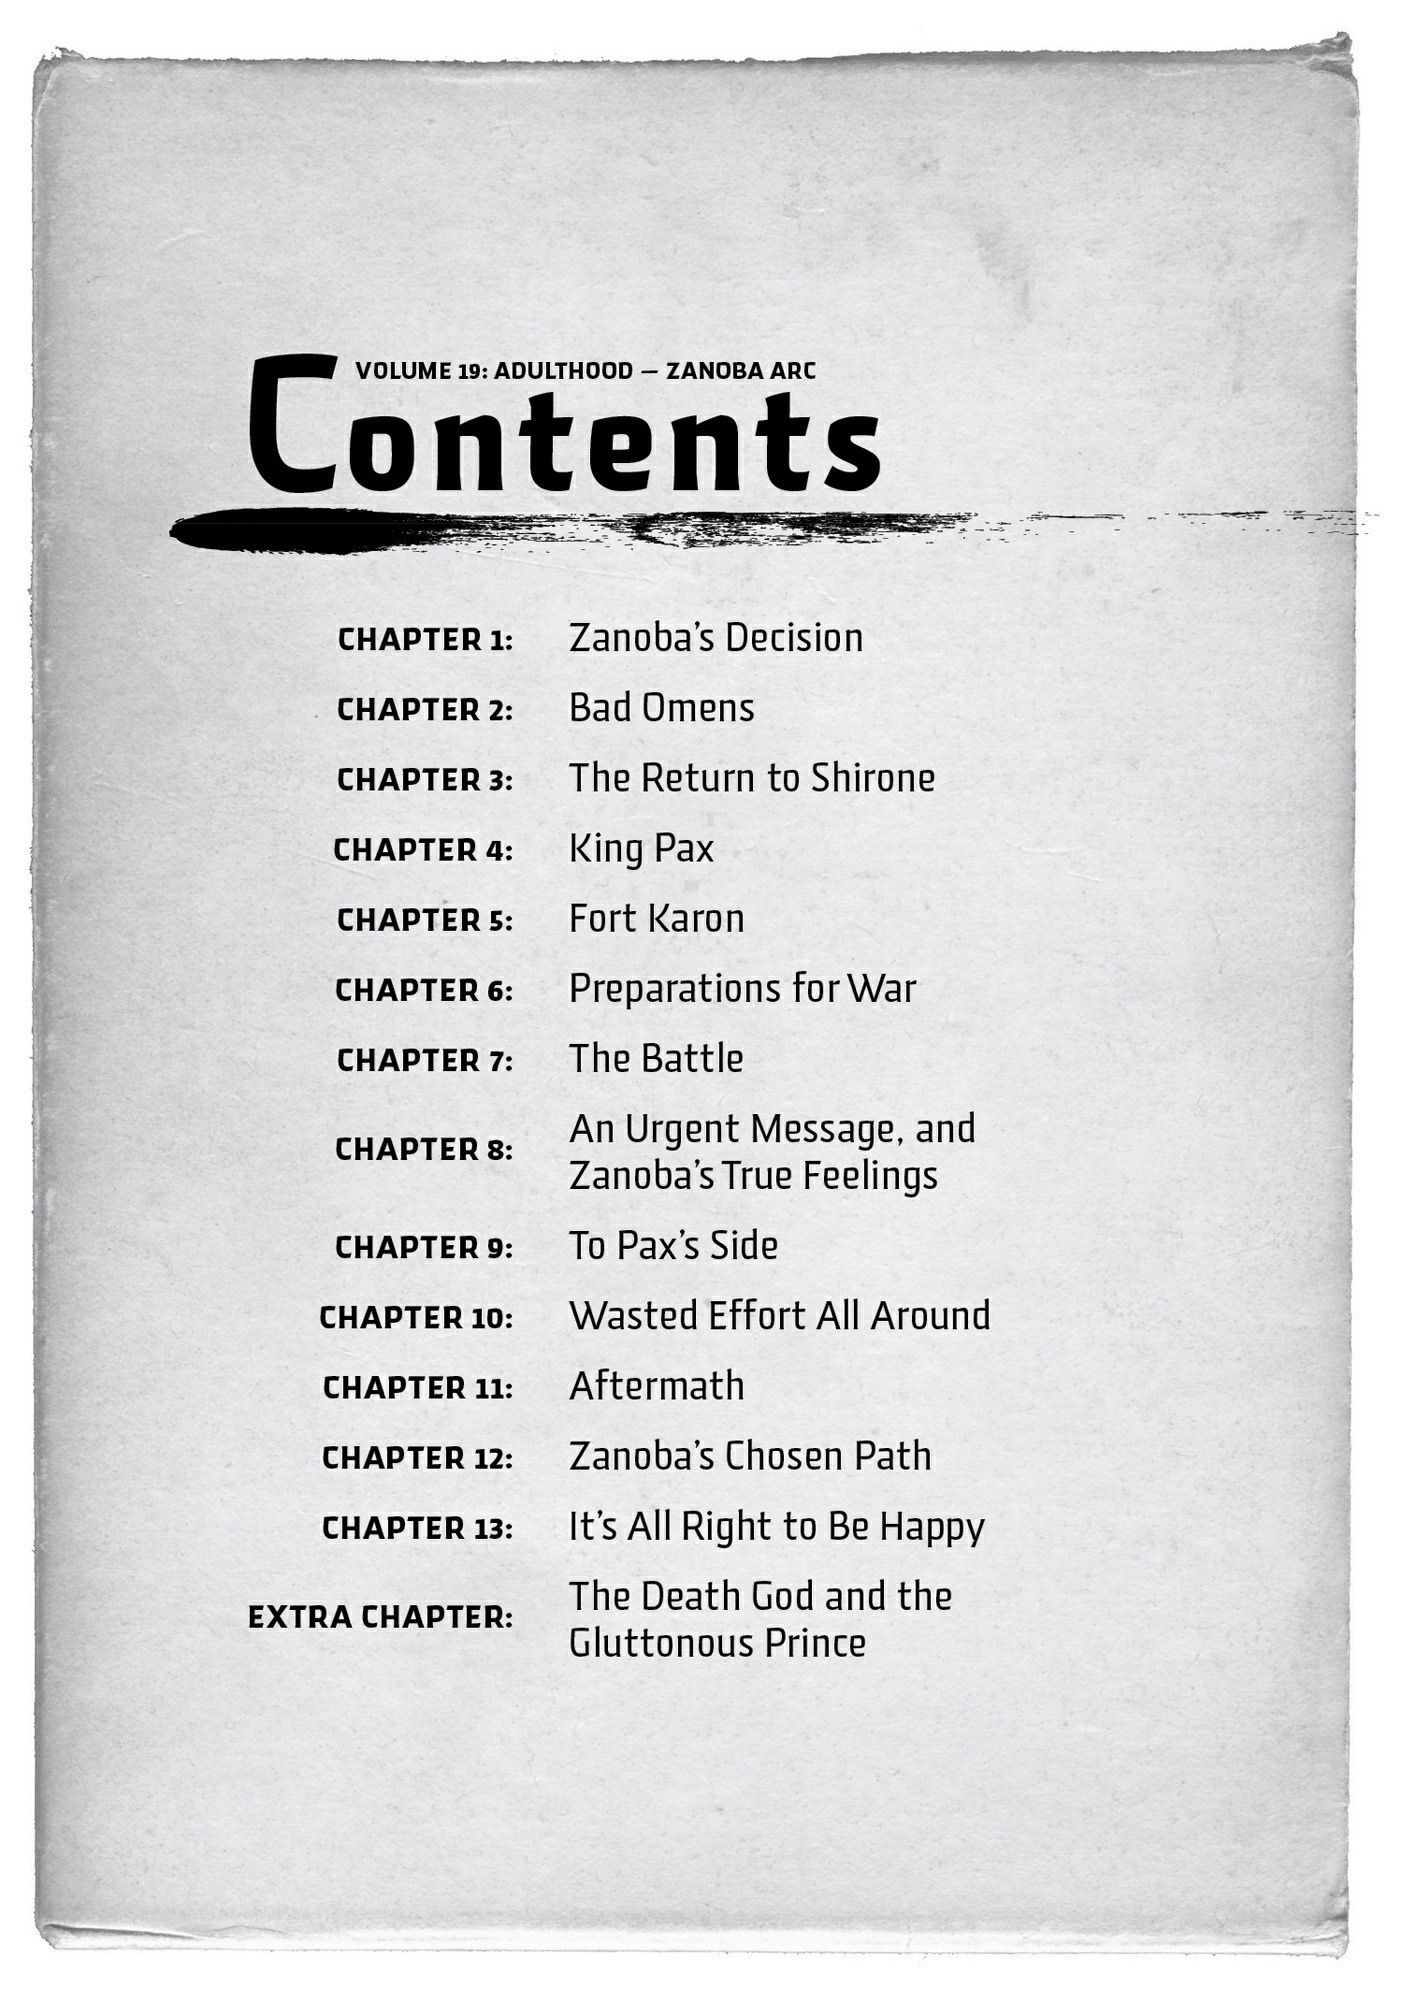 VOLUME 19: ADULTHOOD — ZANOBA ARC
Contents
CHAPTER 1: Zanoba’s Decision
CHAPTER 2: Bad Omens
CHAPTER 3: The Return to Shirone
CHAPTER 4: King Pax
CHAPTER 5: Fort Karon
CHAPTER 6: Preparations for War
CHAPTER 7: The Battle
CHAPTER 8: An Urgent Message, and
Zanoba’s True Feelings
CHAPTER 9: To Pax’s Side
CHAPTER 10: Wasted Effort All Around
CHAPTER 11: Aftermath
CHAPTER 12: Zanoba’s Chosen Path
CHAPTER 13: It’s All Right to Be Happy
EXTRA CHAPTER: The Death God and the
Gluttonous Prince